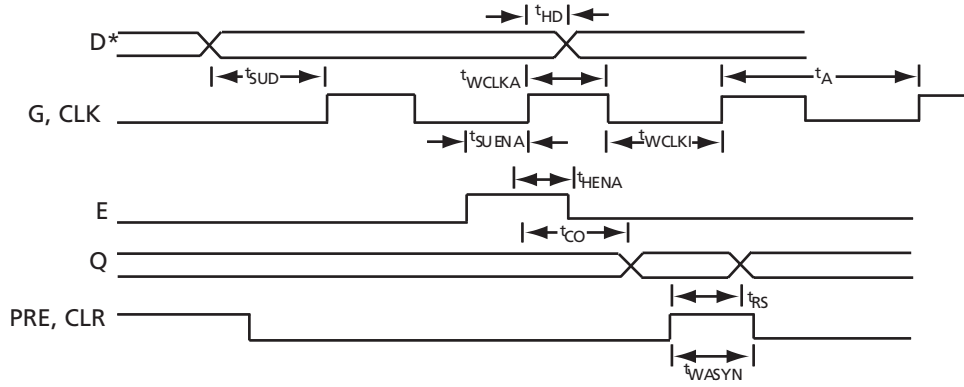 tHD
D*
tSUD
tWCLKA
tA
G, CLK
tSUENA
tWCLKI
tHENA
E
tCO
Q
tRS
PRE, CLR
tWASYN